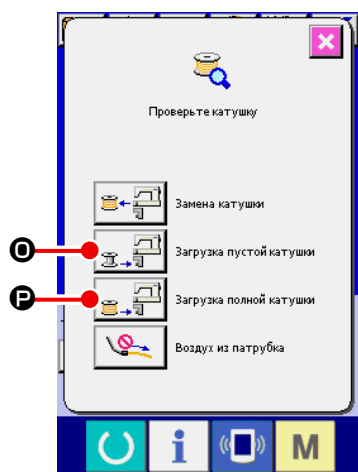 Проверьте катушку
Замена катушки
O
Загрузка пустой катушки
P
Загрузка полной катушки
Воздух из патрубка
i
M